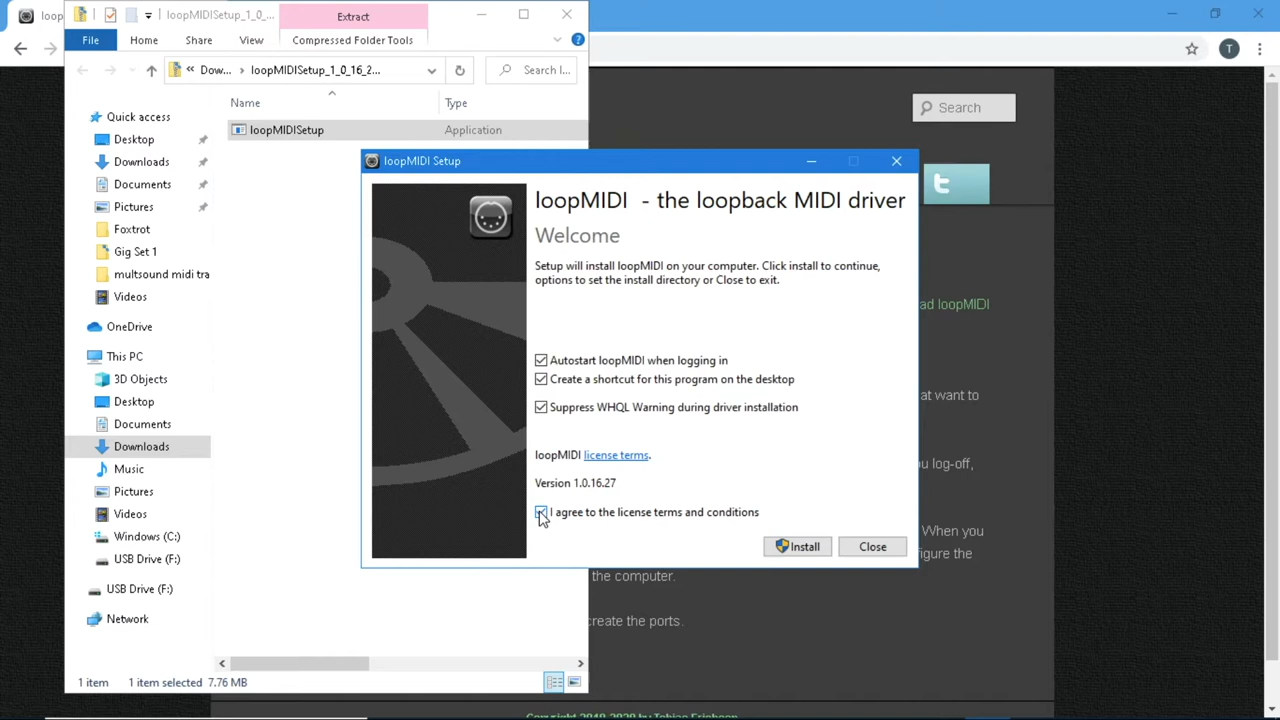 loop
loopMIDISetup_1_0_...
Extract
File
Home
Share
View
Compressed Folder Tools
Dow...
loopMIDISetup_1_0_16_2...
Search I...
T
Name
Type
Search
Quick access
loopMIDISetup
Application
Desktop
Downloads
Documents
Pictures
Foxtrot
Gig Set 1
multsound midi tra
Videos
OneDrive
This PC
3D Objects
Desktop
Documents
Downloads
Music
Pictures
Videos
Windows (C:)
USB Drive (F:)
USB Drive (F:)
Network
1 item
1 item selected
7.76 MB
loopMIDI Setup
loopMIDI - the loopback MIDI driver
Welcome
Setup will install loopMIDI on your computer. Click install to continue,
options to set the install directory or Close to exit.
Autostart loopMIDI when logging in
Create a shortcut for this program on the desktop
Suppress WHQL Warning during driver installation
loopMIDI license terms.
Version 1.0.16.27
I agree to the license terms and conditions
Install
Close
ad loopMIDI
at want to
u log-off,
When you
figure the
the computer.
create the ports.